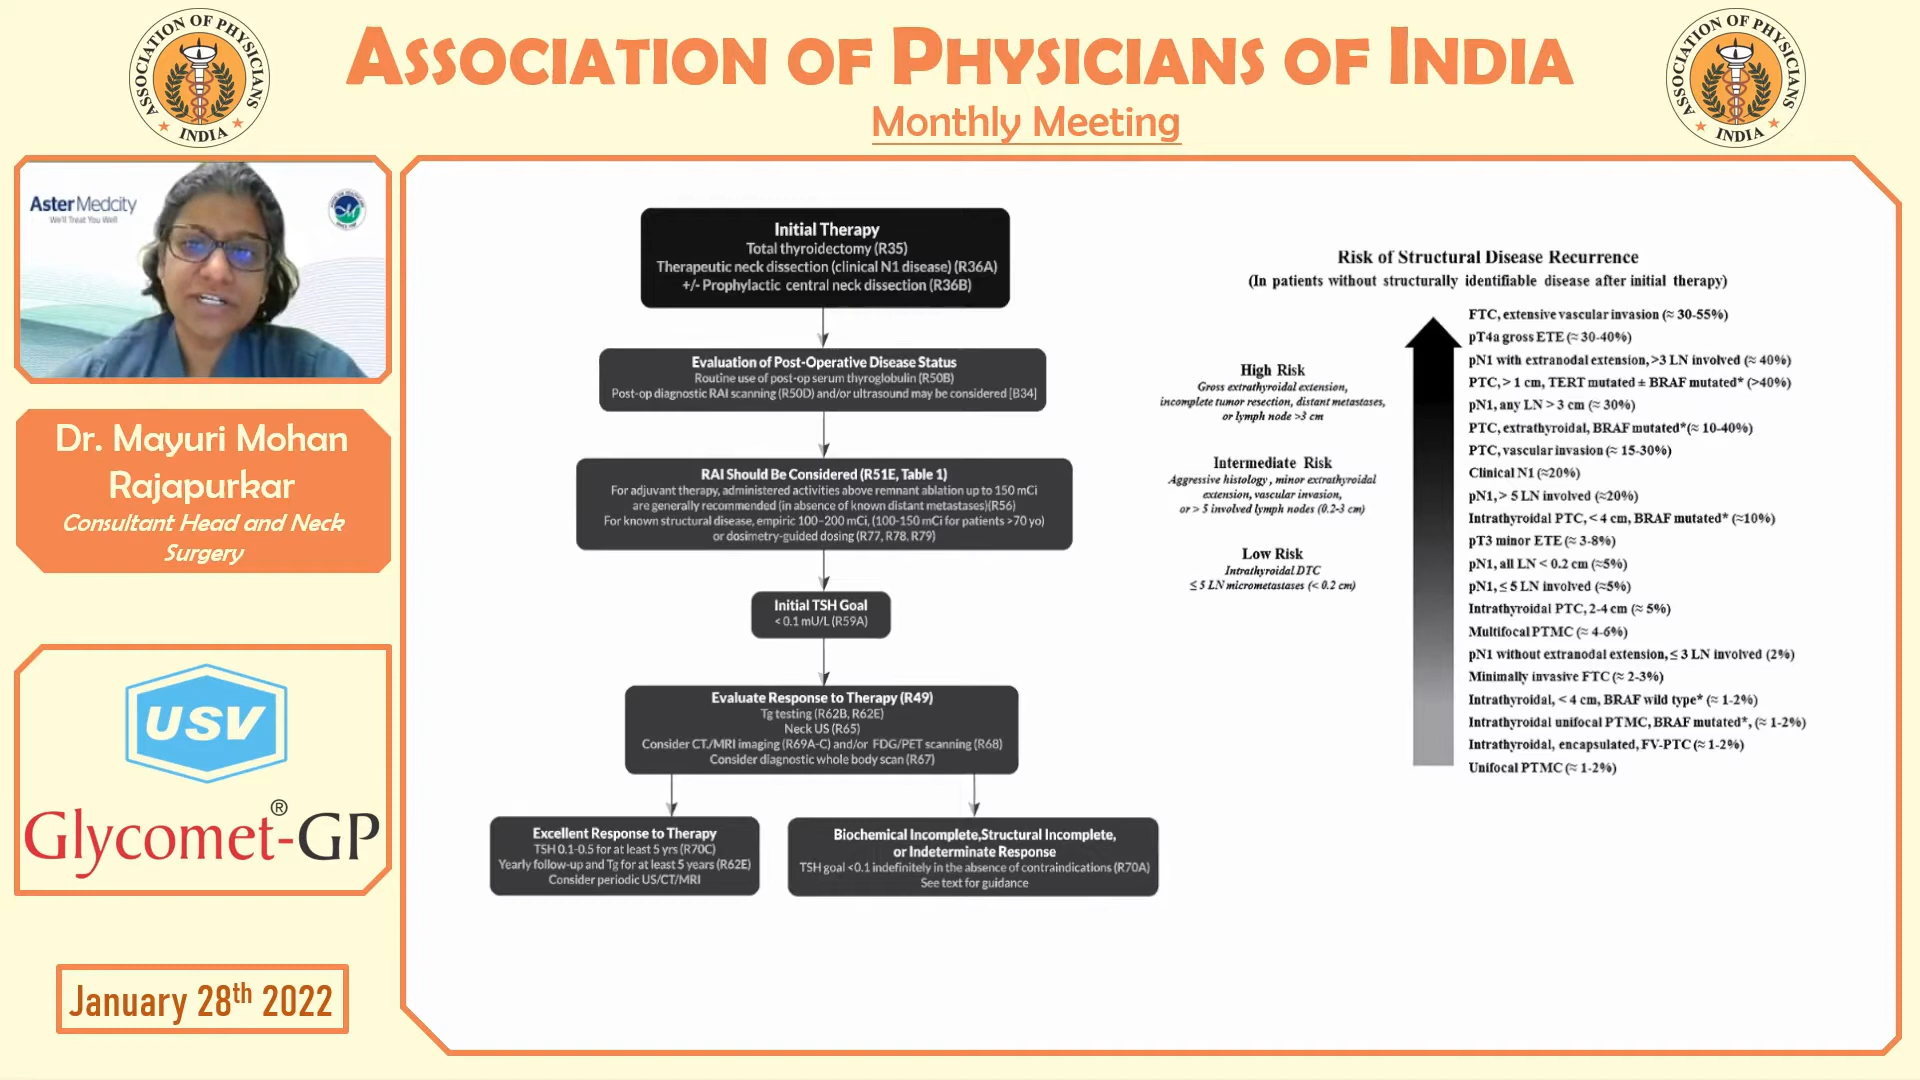 ASSOCIATION OF PHYSICIANS OF INDIA
Monthly Meeting
ASSOCIATION OF PHYSICIANS
INDIA
ASSOCIATION OF PHYSICIANS
INDIA
Aster Medcity
We'll Treat You Well
Dr. Mayuri Mohan
Rajapurkar
Consultant Head and Neck
Surgery
USV
Glycomet®-GP
January 28th 2022
Initial Therapy
Total thyroidectomy (R35)
Therapeutic neck dissection (clinical N1 disease) (R36A)
+/- Prophylactic central neck dissection (R36B)
Evaluation of Post-Operative Disease Status
Routine use of post-op serum thyroglobulin (R50B)
Post-op diagnostic RAI scanning (R50D) and/or ultrasound may be considered [B34]
RAI Should Be Considered (R51E, Table 1)
For adjuvant therapy, administered activities above remnant ablation up to 150 mCi
are generally recommended (in absence of known distant metastases)(R56)
For known structural disease, empiric 100–200 mCi, (100-150 mCi for patients >70 yo)
or dosimetry-guided dosing (R77, R78. R79)
Initial TSH Goal
< 0.1 mU/L (R59A)
Evaluate Response to Therapy (R49)
Tg testing (R62B, R62E)
Neck US (R65)
Consider CT./MRI imaging (R69A-C) and/or FDG/PET scanning (R68)
Consider diagnostic whole body scan (R67)
Excellent Response to Therapy
TSH 0.1-0.5 for at least 5 yrs (R70C)
Yearly follow-up and Tg for at least 5 years (R62E)
Consider periodic US/CT/MRI
Biochemical Incomplete,Structural Incomplete,
or Indeterminate Response
TSH goal <0.1 indefinitely in the absence of contraindications (R70A)
See text for guidance
Risk of Structural Disease Recurrence
(In patients without structurally identifiable disease after initial therapy)
High Risk
Gross extrathyroidal extension,
incomplete tumor resection, distant metastases,
or lymph node >3 cm
Intermediate Risk
Aggressive histology, minor extrathyroidal
extension, vascular invasion,
or > 5 involved lymph nodes (0.2-3 cm)
Low Risk
Intrathyroidal DTC
≤ 5 LN micrometastases (< 0.2 cm)
FTC, extensive vascular invasion (≈ 30-55%)
pT4a gross ETE (≈ 30-40%)
pN1 with extranodal extension, >3 LN involved (≈ 40%)
PTC, > 1 cm, TERT mutated ± BRAF mutated* (>40%)
pN1, any LN > 3 cm (≈ 30%)
PTC, extrathyroidal, BRAF mutated*(≈ 10-40%)
PTC, vascular invasion (≈ 15-30%)
Clinical N1 (≈20%)
pN1, > 5 LN involved (≈20%)
Intrathyroidal PTC, < 4 cm, BRAF mutated* (≈10%)
pT3 minor ETE (≈ 3-8%)
pN1, all LN < 0.2 cm (≈5%)
pN1, ≤ 5 LN involved (≈5%)
Intrathyroidal PTC, 2-4 cm (≈ 5%)
Multifocal PTMC (≈ 4-6%)
pN1 without extranodal extension, ≤ 3 LN involved (2%)
Minimally invasive FTC (≈ 2-3%)
Intrathyroidal, < 4 cm, BRAF wild type* (≈ 1-2%)
Intrathyroidal unifocal PTMC, BRAF mutated*, (≈ 1-2%)
Intrathyroidal, encapsulated, FV-PTC (≈ 1-2%)
Unifocal PTMC (≈ 1-2%)